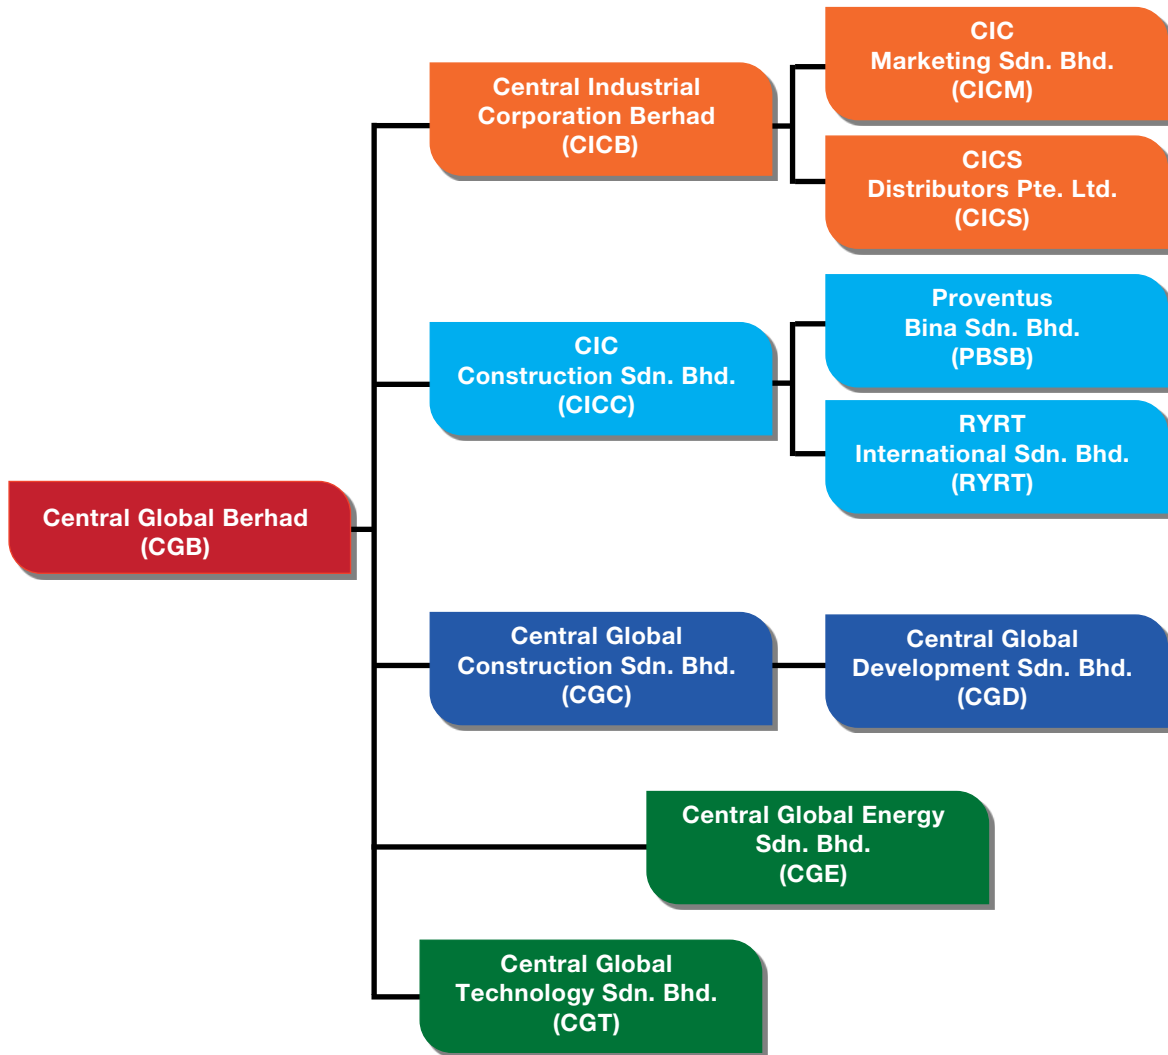 Central Global Berhad
(CGB)
Central Industrial
Corporation Berhad
(CICB)
CIC
Marketing Sdn. Bhd.
(CICM)
CICS
Distributors Pte. Ltd.
(CICS)
CIC
Construction Sdn. Bhd.
(CICC)
Proventus
Bina Sdn. Bhd.
(PBSB)
RYRT
International Sdn. Bhd.
(RYRT)
Central Global
Construction Sdn. Bhd.
(CGC)
Central Global
Development Sdn. Bhd.
(CGD)
Central Global Energy
Sdn. Bhd.
(CGE)
Central Global
Technology Sdn. Bhd.
(CGT)